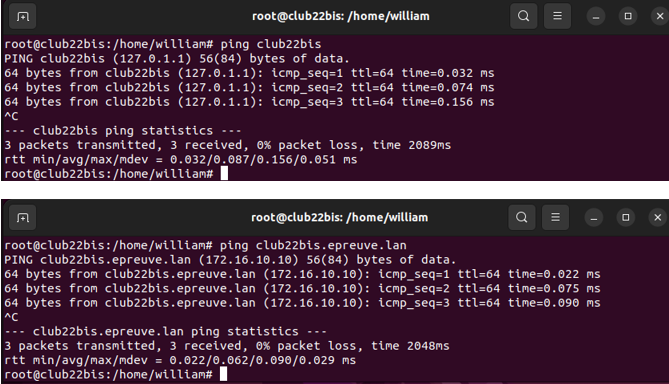 root@club22bis: /home/william
root@club22bis:/home/william# ping club22bis
PING club22bis (127.0.1.1) 56(84) bytes of data.
64 bytes from club22bis (127.0.1.1): icmp_seq=1 ttl=64 time=0.032 ms
64 bytes from club22bis (127.0.1.1): icmp_seq=2 ttl=64 time=0.074 ms
64 bytes from club22bis (127.0.1.1): icmp_seq=3 ttl=64 time=0.156 ms
^C
--- club22bis ping statistics ---
3 packets transmitted, 3 received, 0% packet loss, time 2089ms
rtt min/avg/max/mdev = 0.032/0.087/0.156/0.051 ms
root@club22bis:/home/william#
root@club22bis: /home/william
root@club22bis:/home/william# ping club22bis.epreuve.lan
PING club22bis.epreuve.lan (172.16.10.10) 56(84) bytes of data.
64 bytes from club22bis.epreuve.lan (172.16.10.10): icmp_seq=1 ttl=64 time=0.022 ms
64 bytes from club22bis.epreuve.lan (172.16.10.10): icmp_seq=2 ttl=64 time=0.075 ms
64 bytes from club22bis.epreuve.lan (172.16.10.10): icmp_seq=3 ttl=64 time=0.090 ms
^C
--- club22bis.epreuve.lan ping statistics ---
3 packets transmitted, 3 received, 0% packet loss, time 2048ms
rtt min/avg/max/mdev = 0.022/0.062/0.090/0.029 ms
root@club22bis:/home/william#